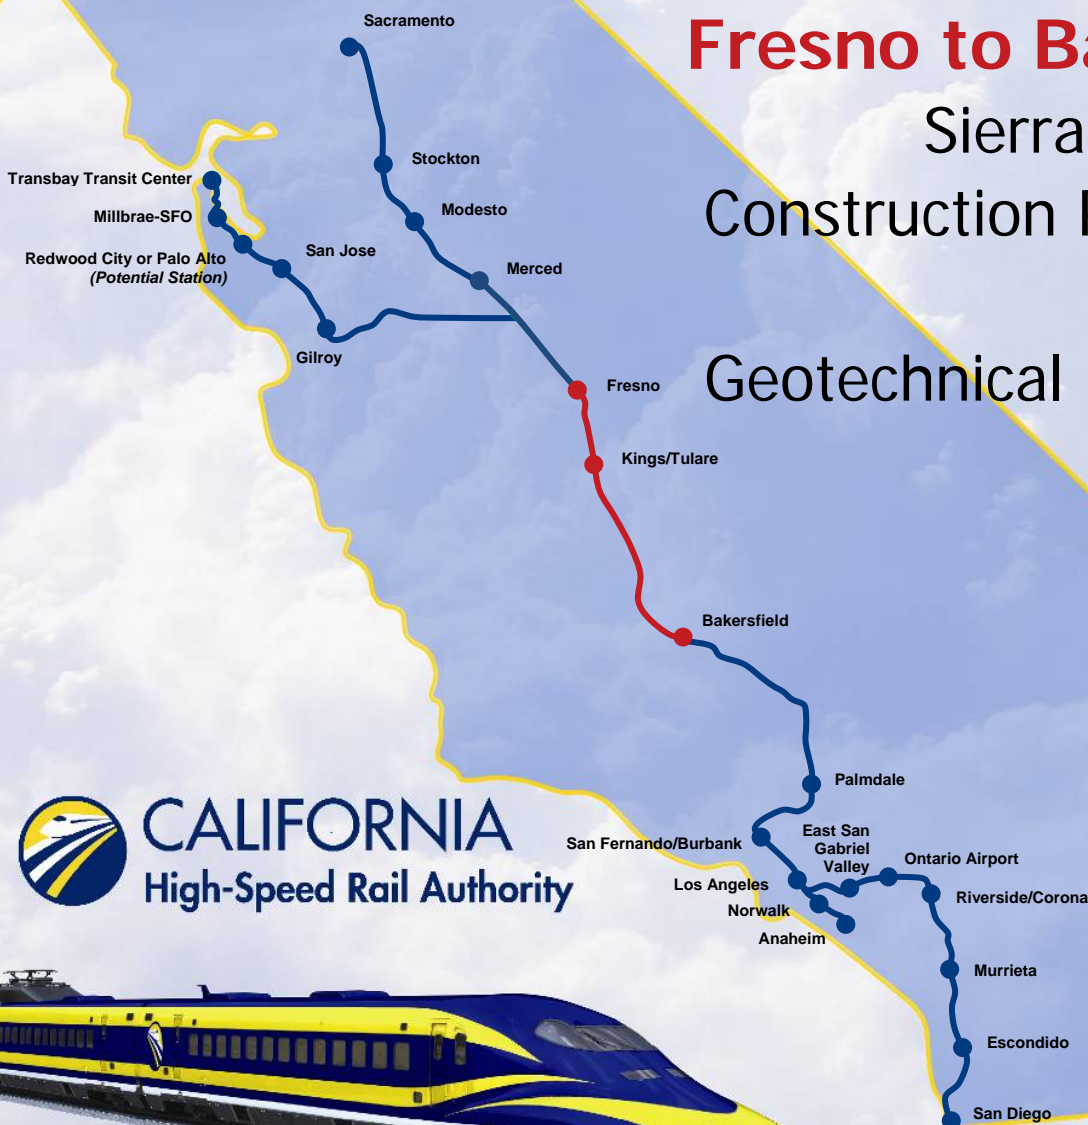 Sacramento
Fresno to Ba
Sierra
Stockton
Transbay Transit Center
Modesto
Construction
Millbrae-SFO
San Jose
Redwood City or Palo Alto
(Potential Station)
Merced
Gilroy
Geotechnical
Fresno
Kings/Tulare
Bakersfield
Palmdale
CALIFORNIA
High-Speed Rail Authority
San Fernando/Burbank
East San
Gabriel
Valley
Ontario Airport
Los Angeles
Riverside/Corona
Norwalk
Anaheim
Murrieta
Escondido
San Diego